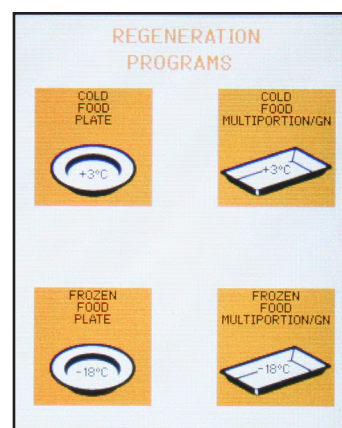 REGENERATION
PROGRAMS
COLD
FOOD
PLATE
+3°C
COLD
FOOD
MULTIPORTION/GN
+3°C
FROZEN
FOOD
PLATE
-18°C
FROZEN
FOOD
MULTIPORTION/GN
-18°C